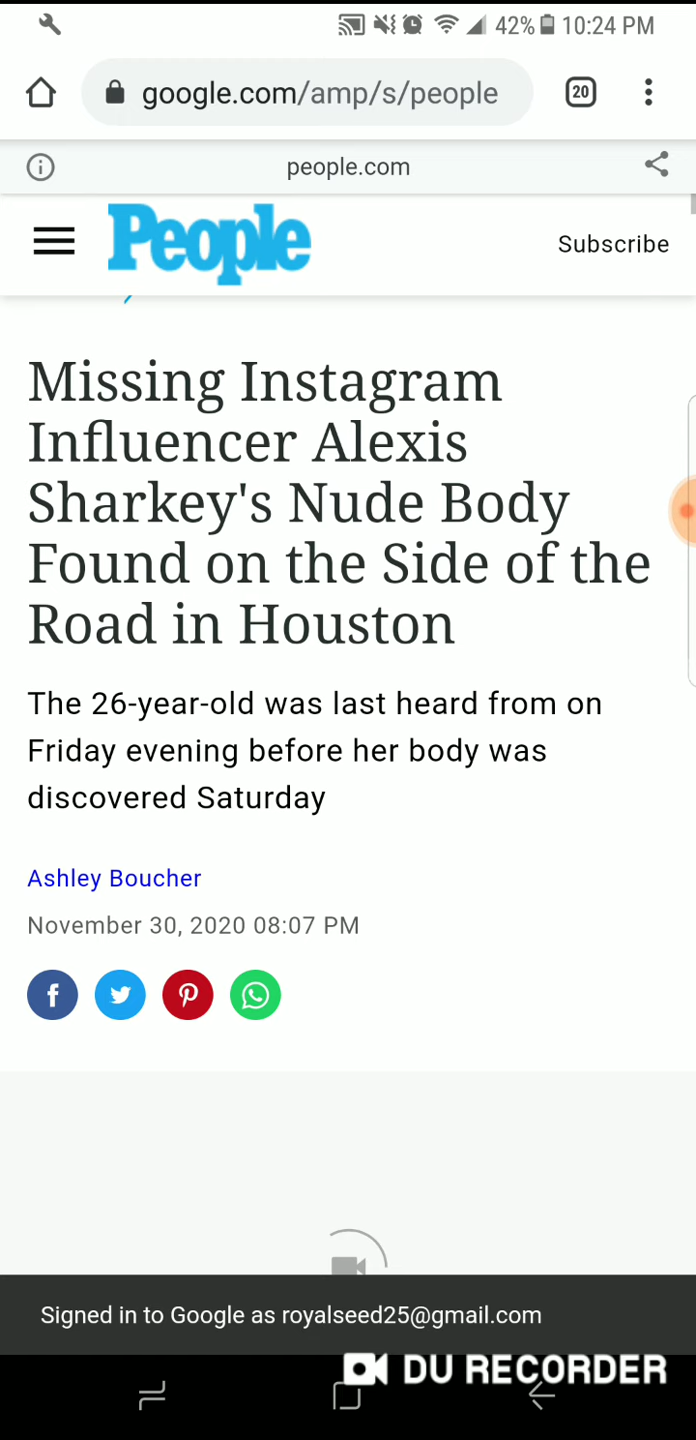 42% 10:24 PM
google.com/amp/s/people
20
people.com
People
Subscribe
Missing Instagram
Influencer Alexis
Sharkey's Nude Body
Found on the Side of the
Road in Houston
The 26-year-old was last heard from on
Friday evening before her body was
discovered Saturday
Ashley Boucher
November 30, 2020 08:07 PM
Signed in to Google as royalseed25@gmail.com
DU RECORDER